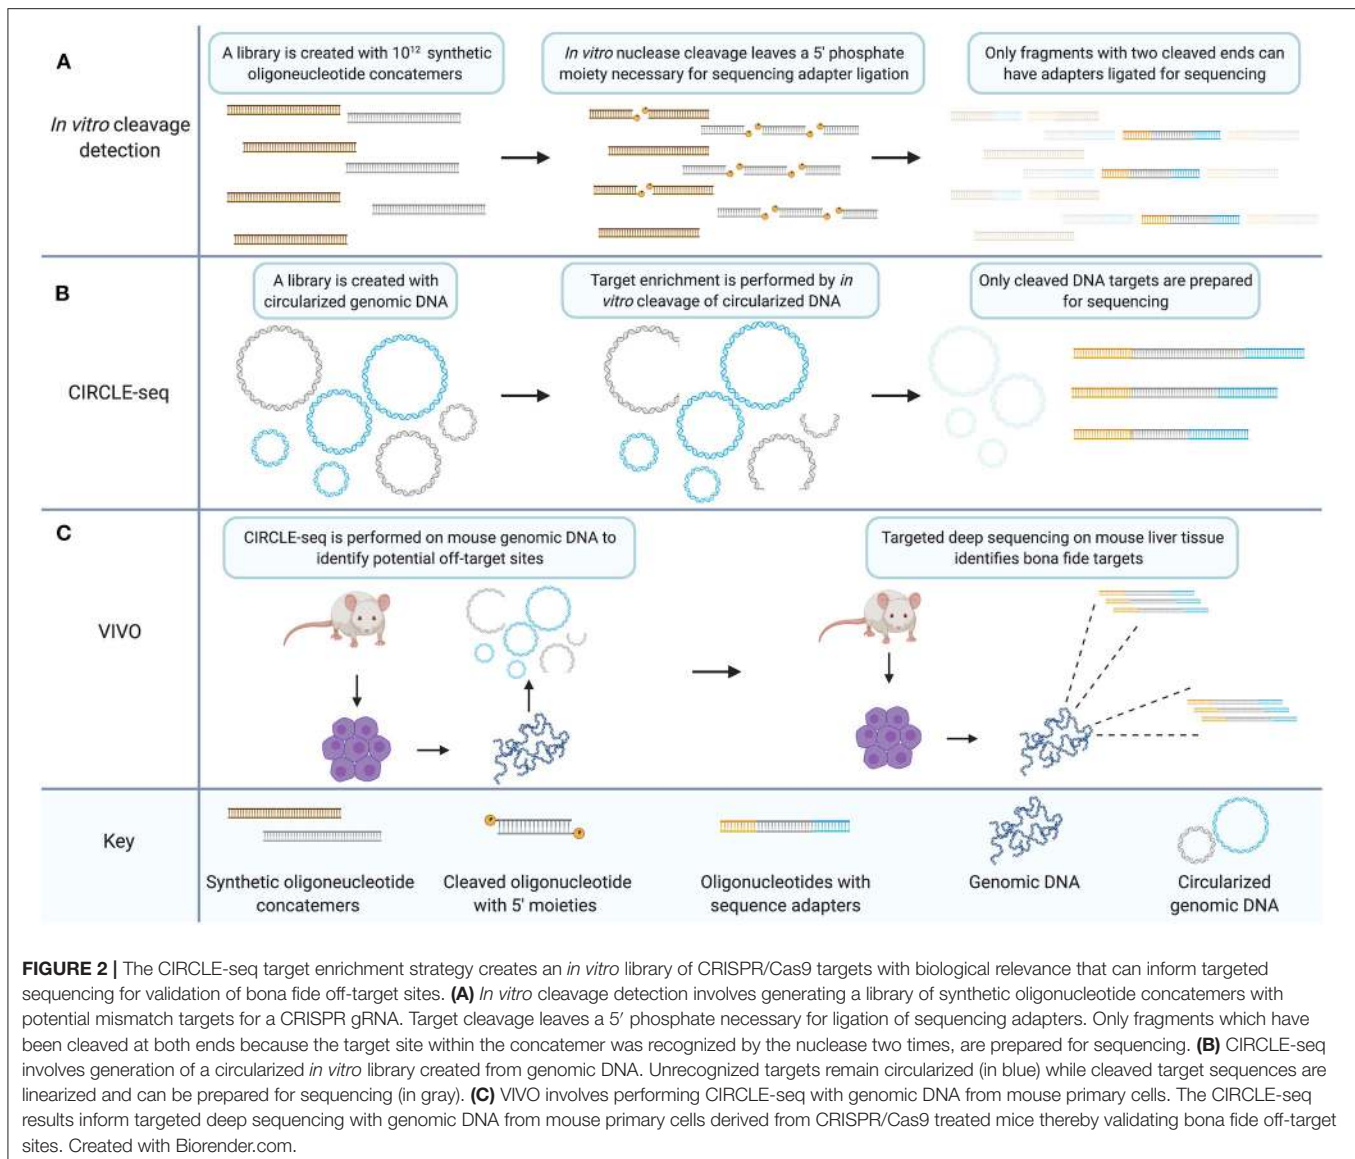 A
In vitro cleavage
detection
A library is created with 10¹² synthetic
oligoneucleotide concatemers
In vitro nuclease cleavage leaves a 5' phosphate
moiety necessary for sequencing adapter ligation
Only fragments with two cleaved ends can
have adapters ligated for sequencing
B
CIRCLE-seq
A library is created with
circularized genomic DNA
Target enrichment is performed by in
vitro cleavage of circularized DNA
Only cleaved DNA targets are prepared
for sequencing
C
VIVO
CIRCLE-seq is performed on mouse genomic DNA to
identify potential off-target sites
Targeted deep sequencing on mouse liver tissue
identifies bona fide targets
Key
Synthetic oligoneucleotide
concatemers
Cleaved oligonucleotide
with 5' moieties
Oligonucleotides with
sequence adapters
Genomic DNA
Circularized
genomic DNA
FIGURE 2 | The CIRCLE-seq target enrichment strategy creates an in vitro library of CRISPR/Cas9 targets with biological relevance that can inform targeted
sequencing for validation of bona fide off-target sites. (A) In vitro cleavage detection involves generating a library of synthetic oligonucleotide concatemers with
potential mismatch targets for a CRISPR gRNA. Target cleavage leaves a 5′ phosphate necessary for ligation of sequencing adapters. Only fragments which have
been cleaved at both ends because the target site within the concatemer was recognized by the nuclease two times, are prepared for sequencing. (B) CIRCLE-seq
involves generation of a circularized in vitro library created from genomic DNA. Unrecognized targets remain circularized (in blue) while cleaved target sequences are
linearized and can be prepared for sequencing (in gray). (C) VIVO involves performing CIRCLE-seq with genomic DNA from mouse primary cells. The CIRCLE-seq
results inform targeted deep sequencing with genomic DNA from mouse primary cells derived from CRISPR/Cas9 treated mice thereby validating bona fide off-target
sites. Created with Biorender.com.